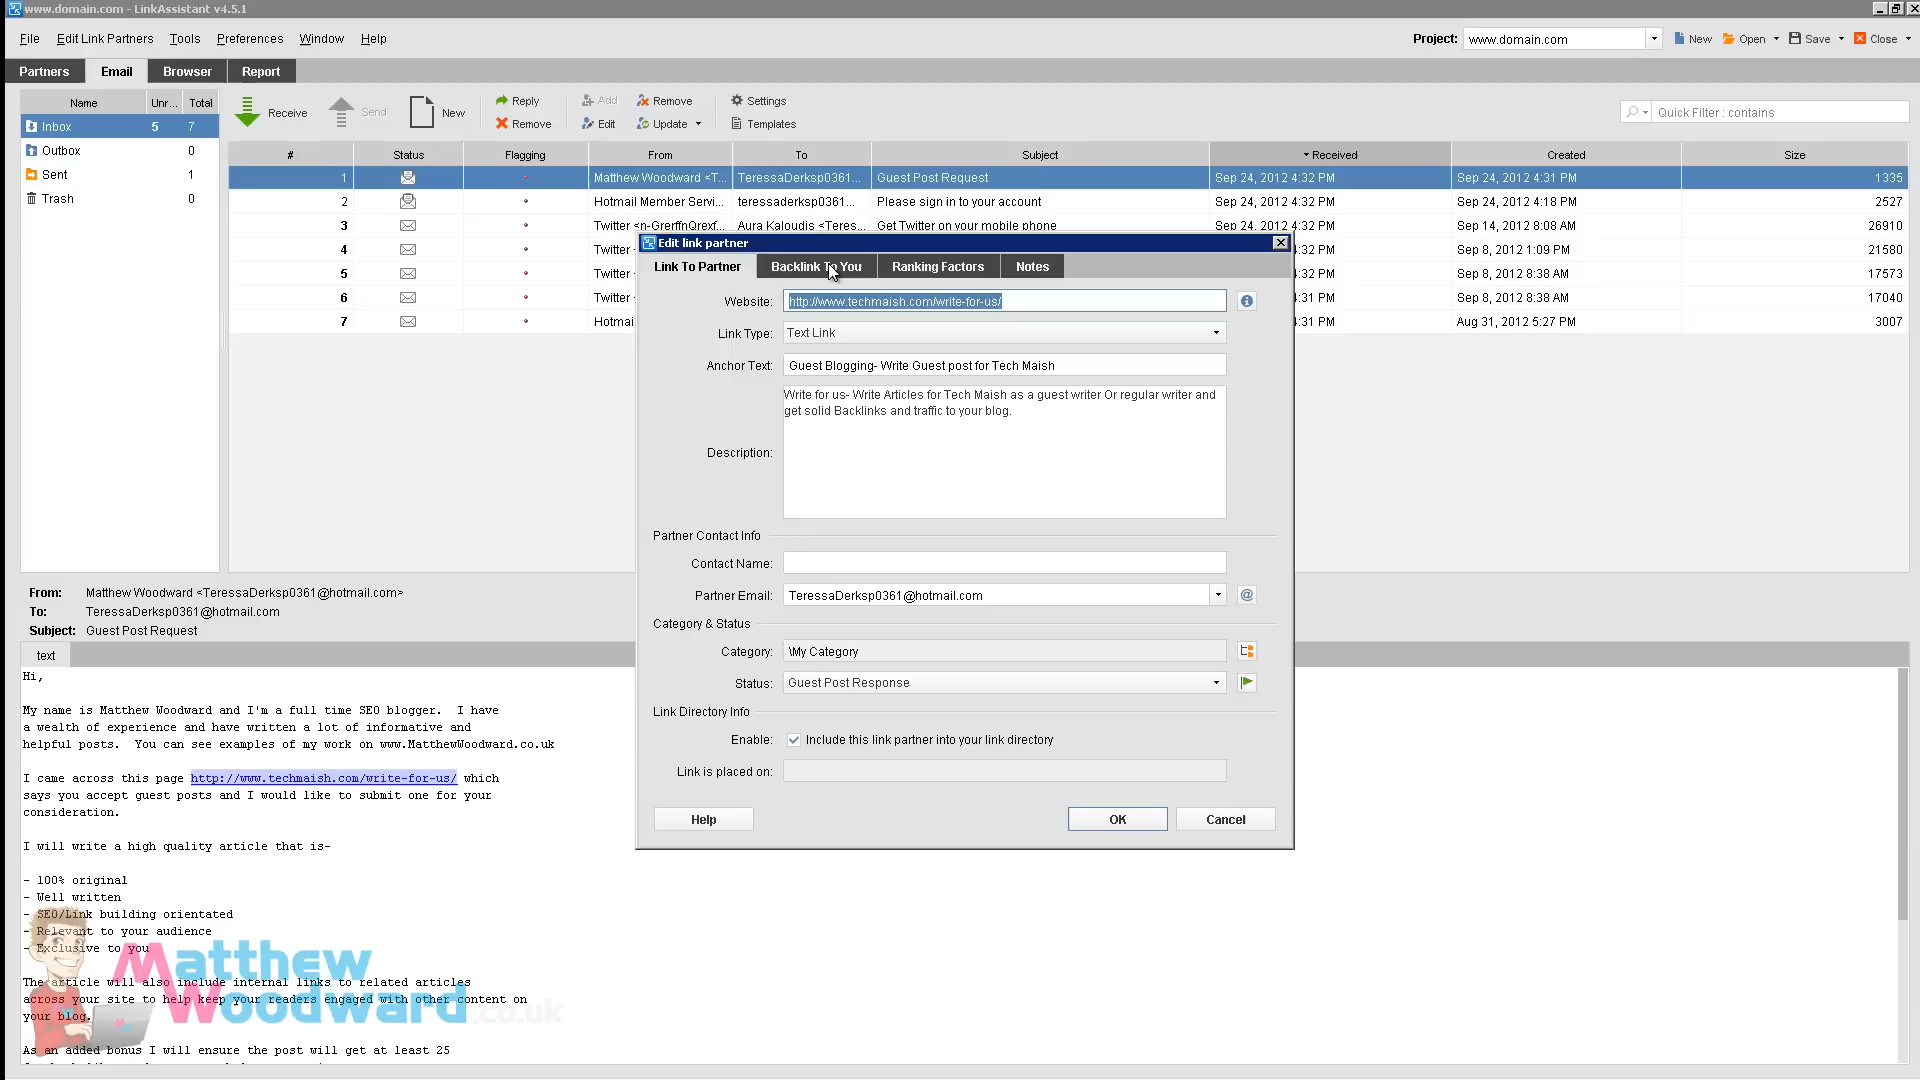 www.domain.com - LinkAssistant v4.5.1
File Edit Link Partners Tools Preferences Window Help
Project: www.domain.com New Open Save Close
Partners Email Browser Report
Name Unr... Total
Inbox 5 7
Outbox 0
Sent 1
Trash 0
Receive Send New
Reply Add Remove Settings
Remove Edit Update Templates
Quick Filter : contains
# Status Flagging From To Subject Received Created Size
1 Matthew Woodward <T... TeressaDerksp0361... Guest Post Request Sep 24, 2012 4:32 PM Sep 24, 2012 4:31 PM 1335
2 Hotmail Member Servi... teressaderksp0361... Please sign in to your account Sep 24, 2012 4:32 PM Sep 24, 2012 4:18 PM 2527
3 Twitter <n-GrerffnQrexf... Aura Kaloudis <Teres... Get Twitter on your mobile phone Sep 24, 2012 4:32 PM Sep 14, 2012 8:08 AM 26910
4 Twitter 4:31 PM Sep 8, 2012 1:09 PM 21580
5 Twitter 4:31 PM Sep 8, 2012 8:38 AM 17573
6 Twitter 4:31 PM Sep 8, 2012 8:38 AM 17040
7 Hotmai 4:31 PM Aug 31, 2012 5:27 PM 3007
Edit link partner
Link To Partner Backlink To You Ranking Factors Notes
Website: http://www.techmaish.com/write-for-us/
Link Type: Text Link
Anchor Text: Guest Blogging- Write Guest post for Tech Maish
Description: Write for us- Write Articles for Tech Maish as a guest writer Or regular writer and
get solid Backlinks and traffic to your blog.
Partner Contact Info
Contact Name:
Partner Email: TeressaDerksp0361@hotmail.com
Category & Status
Category: \My Category
Status: Guest Post Response
Link Directory Info
Enable: Include this link partner into your link directory
Link is placed on:
Help OK Cancel
From: Matthew Woodward <TeressaDerksp0361@hotmail.com>
To: TeressaDerksp0361@hotmail.com
Subject: Guest Post Request
text
Hi,
My name is Matthew Woodward and I'm a full time SEO blogger. I have
a wealth of experience and have written a lot of informative and
helpful posts. You can see examples of my work on www.MatthewWoodward.co.uk
I came across this page http://www.techmaish.com/write-for-us/ which
says you accept guest posts and I would like to submit one for your
consideration.
I will write a high quality article that is-
- 100% original
- Well written
- SEO/Link building orientated
- Relevant to your audience
- Exclusive to you
The article will also include internal links to related articles
across your site to help keep your readers engaged with other content on
your blog.
As an added bonus I will ensure the post will get at least 25
Matthew
Woodward.co.uk